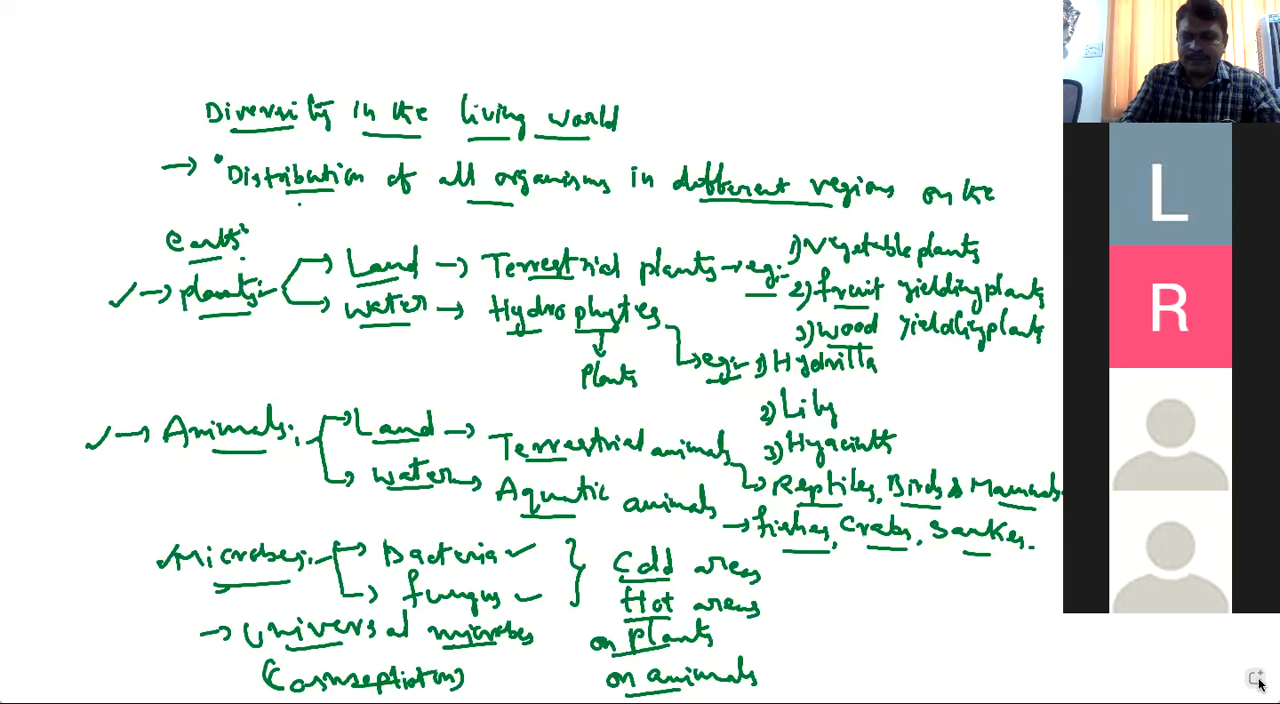 Diversity in the living world
→ • Distribution of all organisms in different regions on the
earth.
✓ → plants:- → Land → Terrestrial plants → eg:- 1) Vegetable plants
2) fruit yielding plants
3) wood yielding plants
→ water → Hydrophytes → eg:- 1) Hydrilla
↓
plants
2) Lily
3) Hyacinth
✓ → Animals:- → Land → Terrestrial animals → Reptiles, Birds & Mammals
→ water → Aquatic animals → fishes, Crabs, Sankes.
✓ Microbes:- → Bacteria ✓ } Cold areas
→ fungus ✓ Hot areas
→ Universal microbes on plants
on animals
L
R